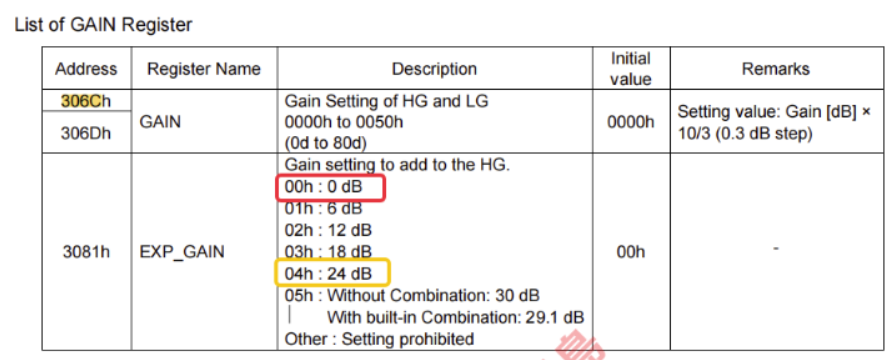 List of GAIN Register
Address Register Name Description Initial value Remarks
306Ch
306Dh
GAIN
Gain Setting of HG and LG
0000h to 0050h
(0d to 80d)
0000h
Setting value: Gain [dB] ×
10/3 (0.3 dB step)
3081h
EXP_GAIN
Gain setting to add to the HG.
00h : 0 dB
01h : 6 dB
02h : 12 dB
03h : 18 dB
04h : 24 dB
05h : Without Combination: 30 dB
| With built-in Combination: 29.1 dB
Other : Setting prohibited
00h
-